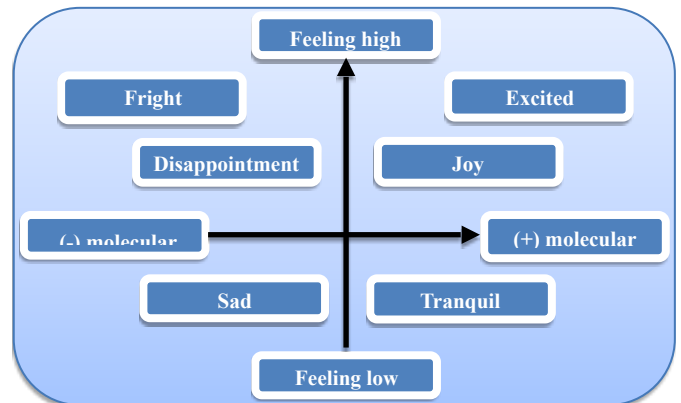 Feeling high
Fright
Excited
Disappointment
Joy
(-) molecular
(+) molecular
Sad
Tranquil
Feeling low